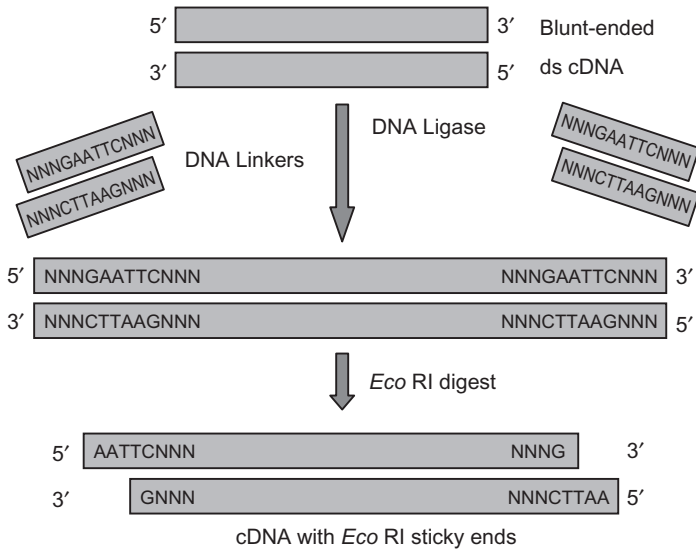 5′ 3′ Blunt-ended
3′ 5′ ds cDNA
DNA Ligase
DNA Linkers
NNNGAATTCNNN
NNNCTTAAGNNN
NNNGAATTCNNN
NNNCTTAAGNNN
5′ NNNGAATTCNNN NNNGAATTCNNN 3′
3′ NNNCTTAAGNNN NNNCTTAAGNNN 5′
Eco RI digest
5′ AATTCNNN NNNG 3′
3′ GNNN NNNCTTAA 5′
cDNA with Eco RI sticky ends